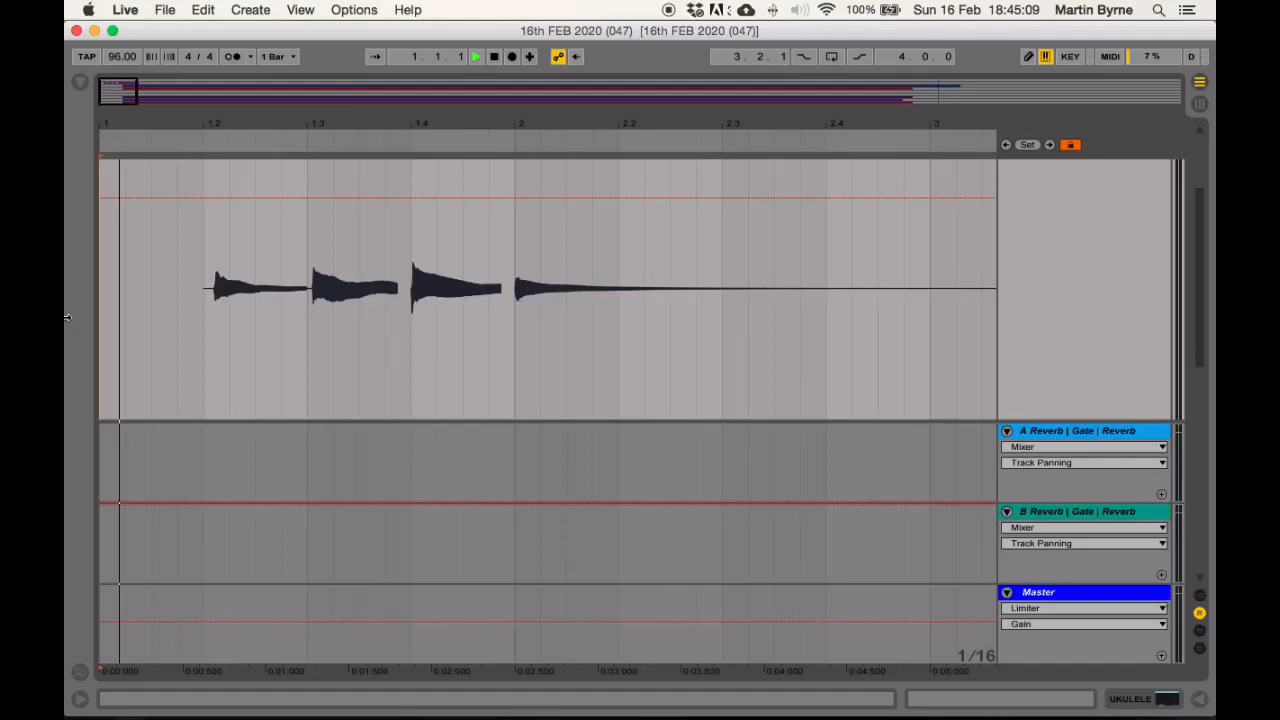 Live File Edit Create View Options Help 100% Sun 16 Feb 18:45:09 Martin Byrne
16th FEB 2020 (047) [16th FEB 2020 (047)]
TAP 96.00 4 / 4 1 Bar 1. 1. 1 3. 2. 1 4. 0. 0 KEY MIDI 7 % D
1 1.2 1.3 1.4 2 2.2 2.3 2.4 3
Set
A Reverb | Gate | Reverb
Mixer
Track Panning
B Reverb | Gate | Reverb
Mixer
Track Panning
Master
Limiter
Gain
1/16
0:00:000 0:00:500 0:01:000 0:01:500 0:02:000 0:02:500 0:03:000 0:03:500 0:04:000 0:04:500 0:05:000
UKULELE